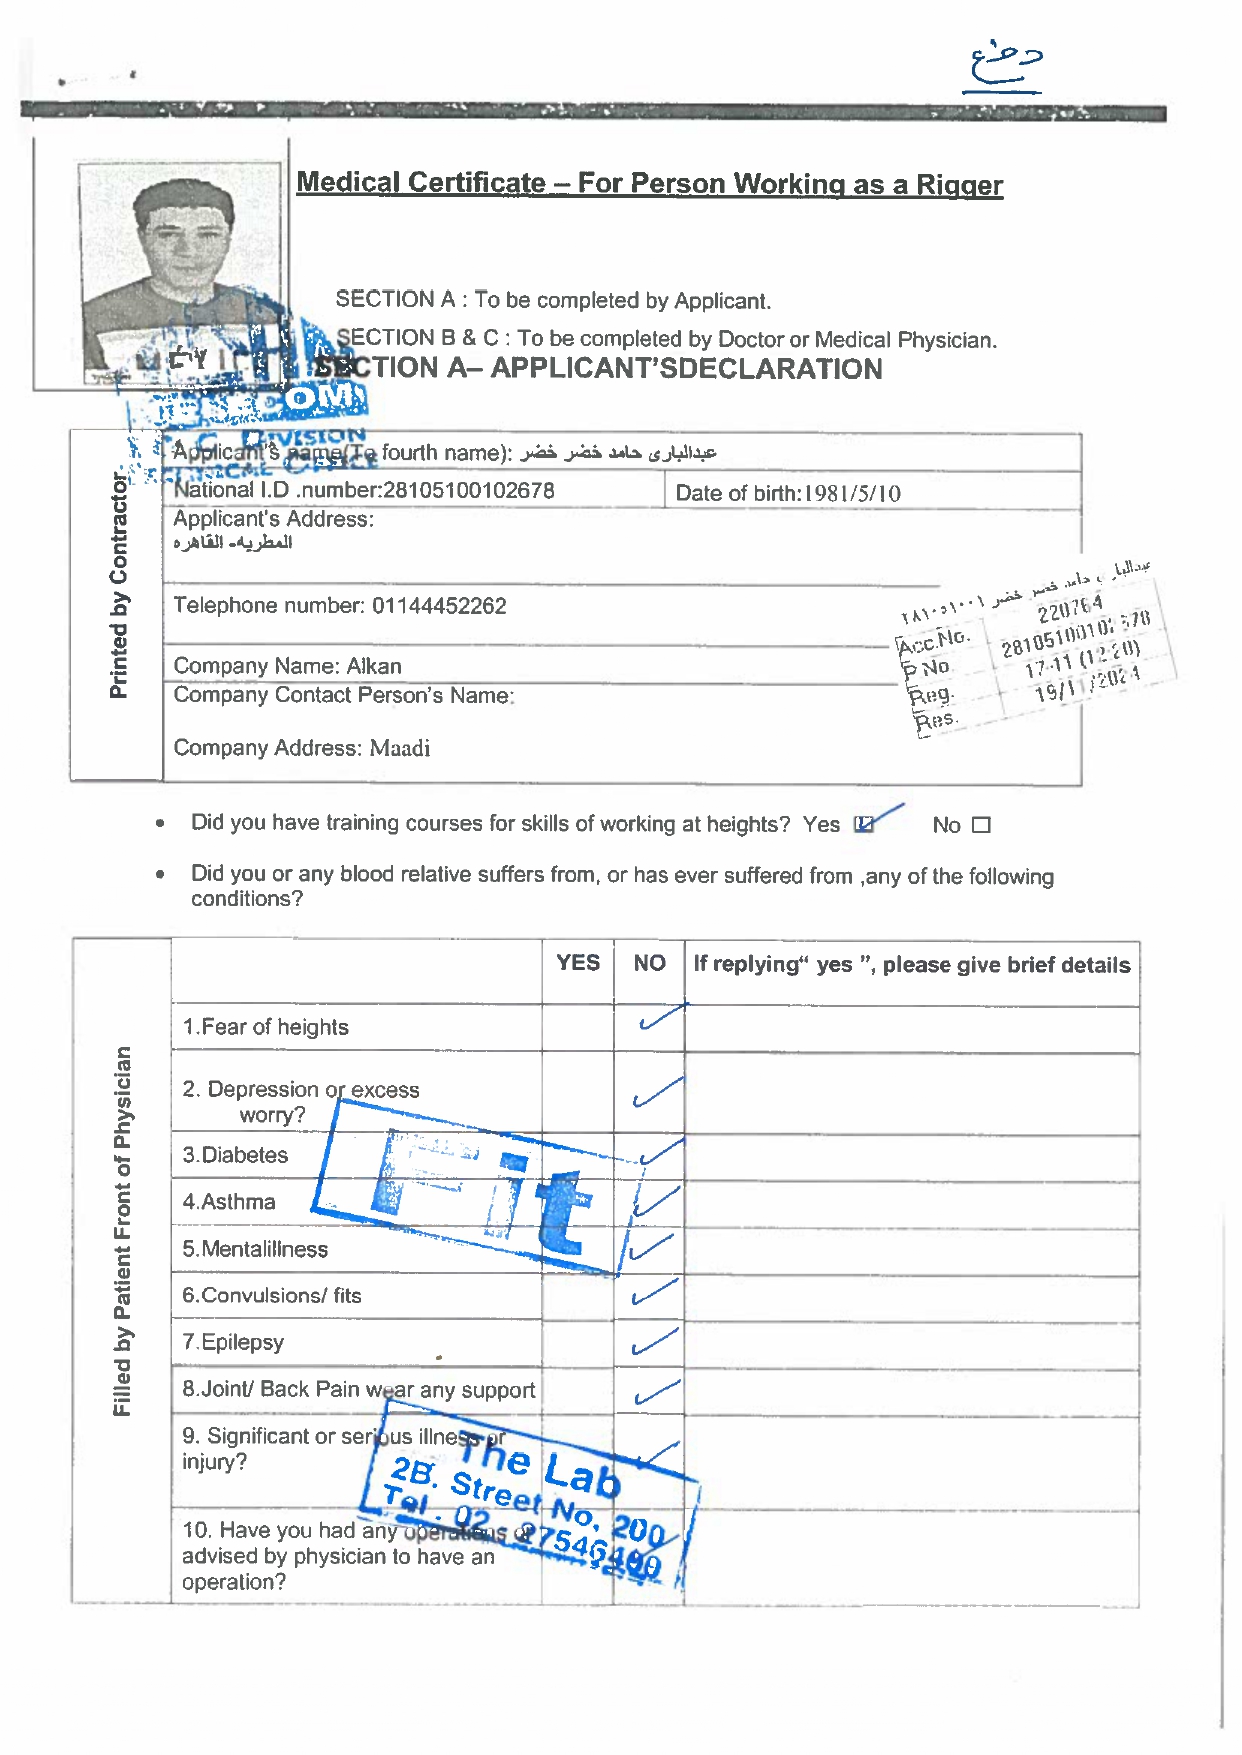 دفع
Medical Certificate – For Person Working as a Rigger
SECTION A : To be completed by Applicant.
SECTION B & C : To be completed by Doctor or Medical Physician.
SECTION A– APPLICANT'SDECLARATION
DIVISION
Printed by Contractor
Applicant's name(To fourth name): عبدالبارى حامد خضر خضر
National I.D .number:28105100102678
Date of birth:1981/5/10
Applicant's Address:
المطريه- القاهره
Telephone number: 01144452262
Company Name: Alkan
Company Contact Person's Name:
Company Address: Maadi
Acc.No. 220764
P No. 28105100102678
Reg. 17-11 (12:20)
Res. 19/11/2024
• Did you have training courses for skills of working at heights? Yes ☑ No ☐
• Did you or any blood relative suffers from, or has ever suffered from ,any of the following
conditions?
Filled by Patient Front of Physician
YES NO If replying“ yes ”, please give brief details
1.Fear of heights ✓
2. Depression or excess
worry? ✓
3.Diabetes ✓
4.Asthma ✓
5.Mentalillness ✓
6.Convulsions/ fits ✓
7.Epilepsy ✓
8.Joint/ Back Pain wear any support ✓
9. Significant or serious illness or
injury? ✓
10. Have you had any operations or
advised by physician to have an
operation?
Fit
The Lab
2B. Street No, 200
Tel . 02 27546400